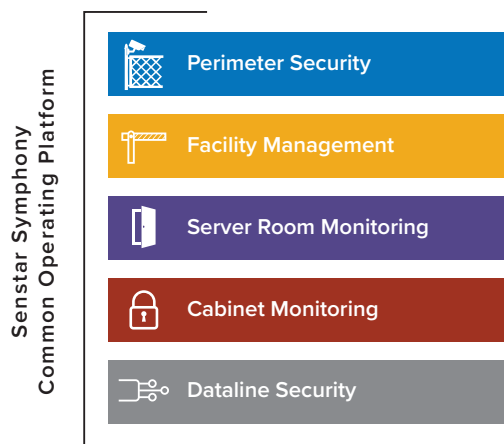 Senstar Symphony
Common Operating Platform
Perimeter Security
Facility Management
Server Room Monitoring
Cabinet Monitoring
Dataline Security